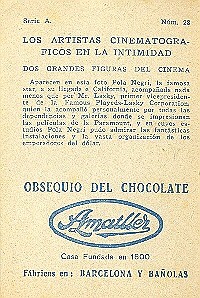 Serie A. Núm. 28
LOS ARTISTAS CINEMATOGRA-
FICOS EN LA INTIMIDAD
DOS GRANDES FIGURAS DEL CINEMA
Aparecen en esta foto Pola Negri, la famosa
star, a su llegada a California, acompañada nada
menos que por Mr. Lasky, primer vicepresiden-
te de la Famous Playeds-Lasky Corporation,
quien la acompañó personalmente por todas las
dependencias y galerías donde se impresionan
las películas de la Paramount, y en cuyos es-
tudios Pola Negri pudo admirar las fantásticas
instalaciones y la vasta organización de los
emperadores del dólar.
OBSEQUIO DEL CHOCOLATE
Amatller
Casa Fundada en 1800
Fábricas en: BARCELONA Y BAÑOLAS